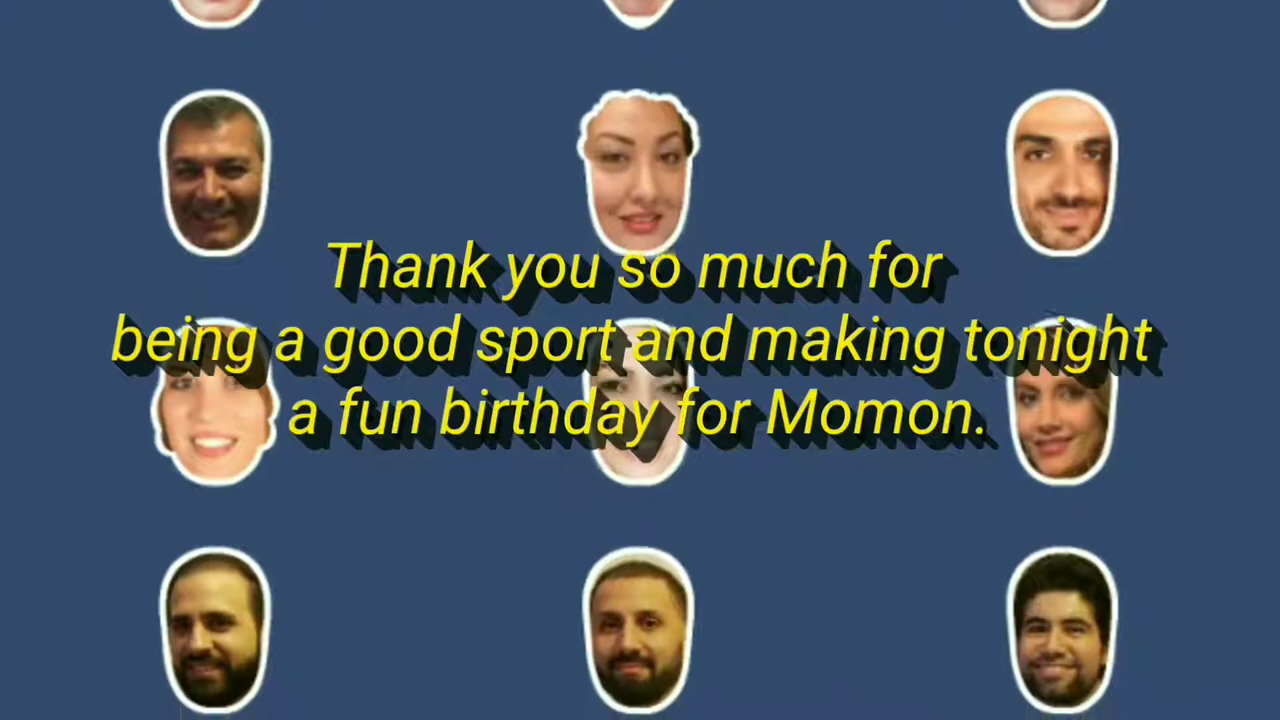 Thank you so much for
being a good sport and making tonight
a fun birthday for Momon.